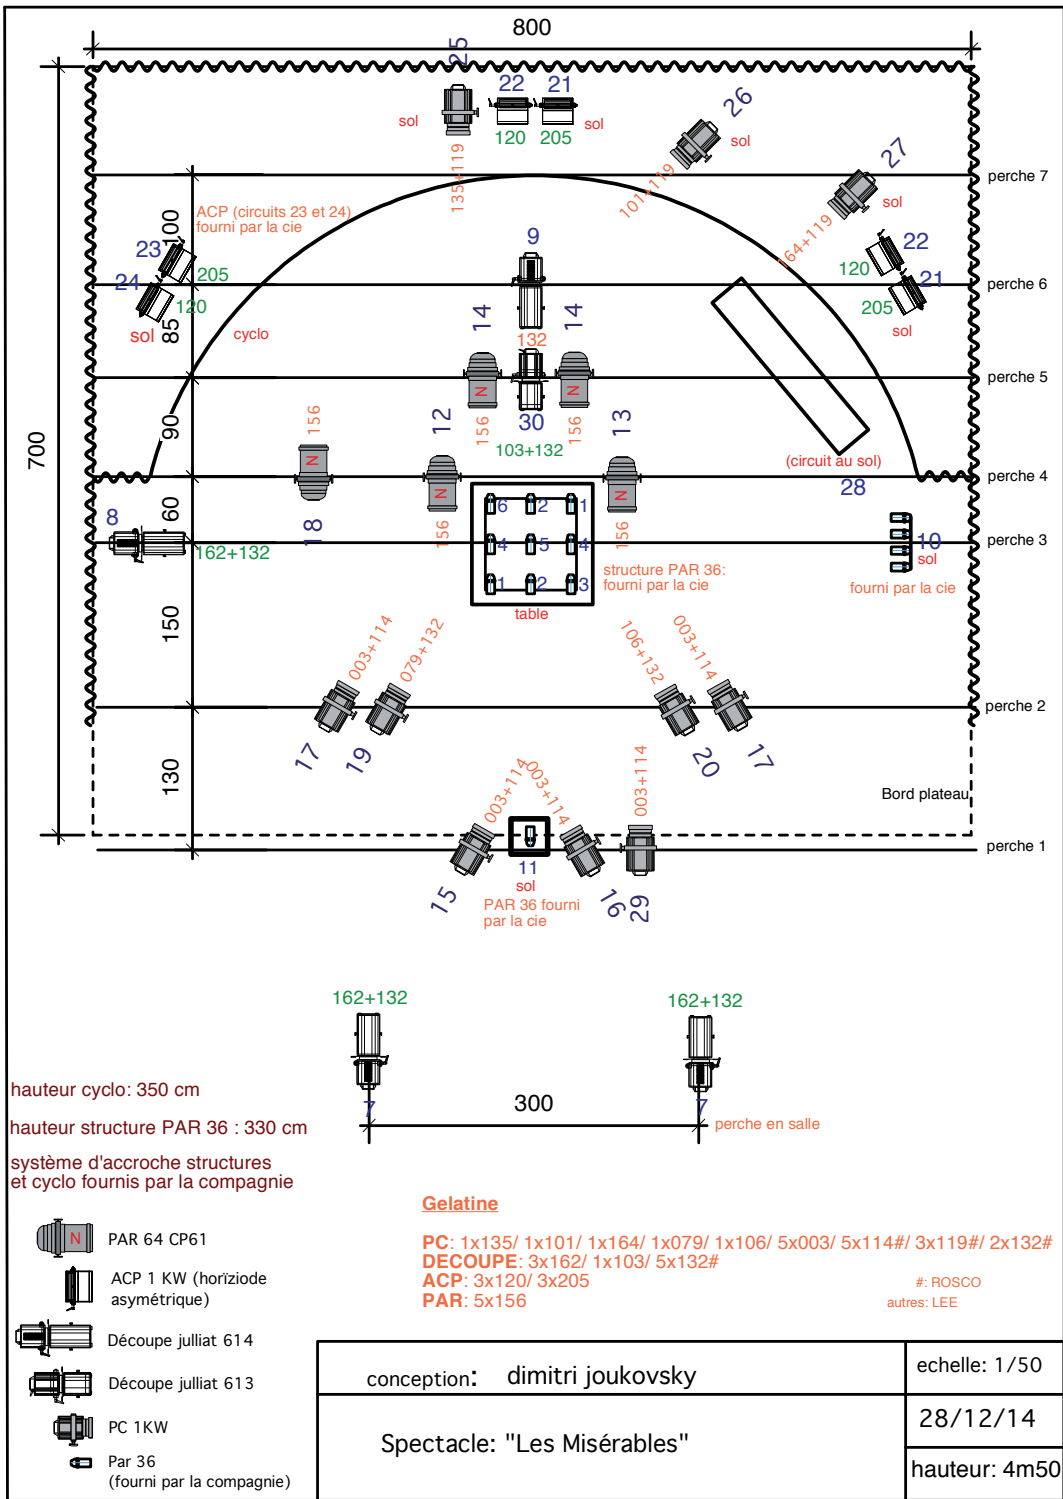 800
25
22
21
sol
120
205
sol
26
sol
135+119
101+119
27
sol
164+119
perche 7
ACP (circuits 23 et 24)
fourni par la cie
100
9
23
205
24
120
sol
22
120
21
205
sol
perche 6
85
cyclo
14
132
14
perche 5
700
90
156
12
156
30
156
13
103+132
(circuit au sol)
28
perche 4
60
18
156
6
2
1
156
8
162+132
4
5
4
10
sol
perche 3
structure PAR 36:
fourni par la cie
fourni par la cie
1
2
3
table
150
003+114
079+132
106+132
003+114
17
19
20
17
perche 2
130
003+114
003+114
003+114
Bord plateau
perche 1
15
11
sol
16
29
PAR 36 fourni
par la cie
162+132
162+132
7
300
7
perche en salle
hauteur cyclo: 350 cm
hauteur structure PAR 36 : 330 cm
système d'accroche structures
et cyclo fournis par la compagnie
N PAR 64 CP61
ACP 1 KW (horïziode
asymétrique)
Découpe julliat 614
Découpe julliat 613
PC 1KW
Par 36
(fourni par la compagnie)
Gelatine
PC: 1x135/ 1x101/ 1x164/ 1x079/ 1x106/ 5x003/ 5x114#/ 3x119#/ 2x132#
DECOUPE: 3x162/ 1x103/ 5x132#
ACP: 3x120/ 3x205
PAR: 5x156
#: ROSCO
autres: LEE
conception: dimitri joukovsky
echelle: 1/50
Spectacle: "Les Misérables"
28/12/14
hauteur: 4m50